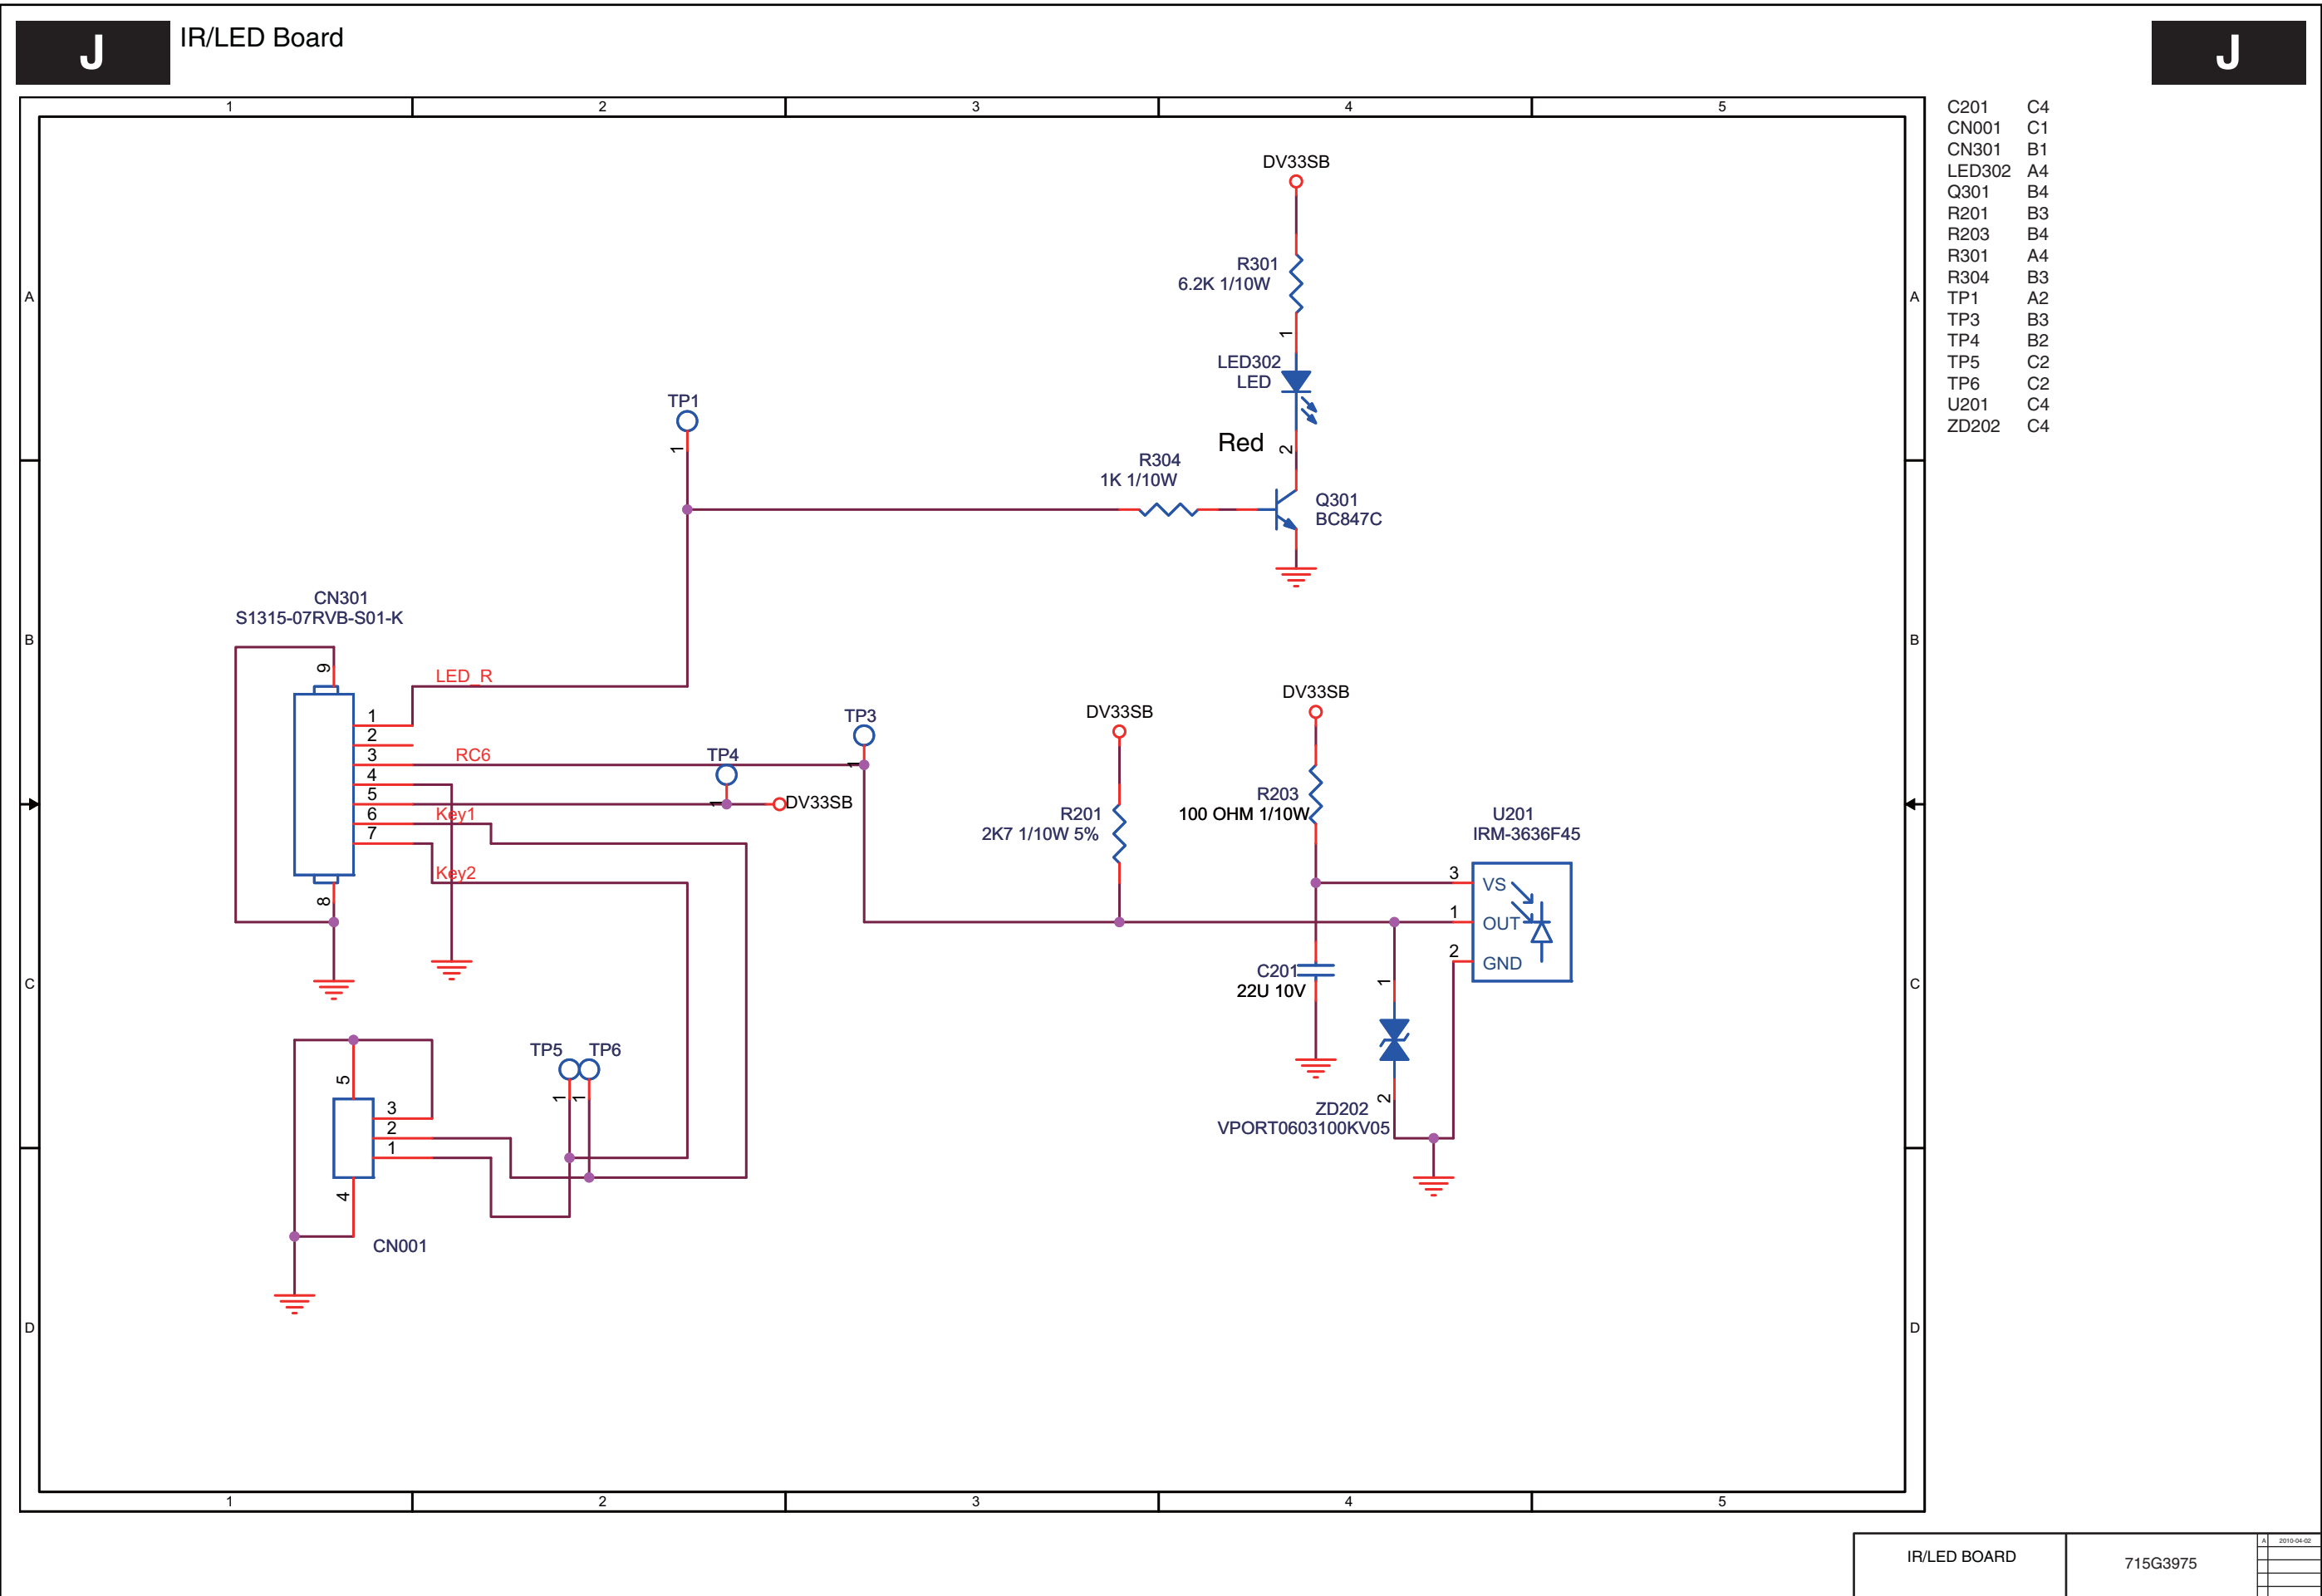 J
IR/LED Board
J
1 2 3 4 5
C201 C4
CN001 C1
CN301 B1
LED302 A4
Q301 B4
R201 B3
R203 B4
R301 A4
R304 B3
TP1 A2
TP3 B3
TP4 B2
TP5 C2
TP6 C2
U201 C4
ZD202 C4
DV33SB
R301
6.2K 1/10W
A
A
1
LED302
LED
TP1
1
Red
2
R304
1K 1/10W
Q301
BC847C
CN301
S1315-07RVB-S01-K
B
B
9
LED_R
1
2
3
4
5
6
7
8
RC6
Key1
Key2
TP3
1
TP4
1
DV33SB
DV33SB
R201
2K7 1/10W 5%
DV33SB
R203
100 OHM 1/10W
U201
IRM-3636F45
3
VS
1
OUT
2
GND
C201
22U 10V
1
C
C
2
ZD202
VPORT0603100KV05
TP5
TP6
1
1
5
3
2
1
4
CN001
D
D
1 2 3 4 5
IR/LED BOARD
715G3975
A 2010-04-02